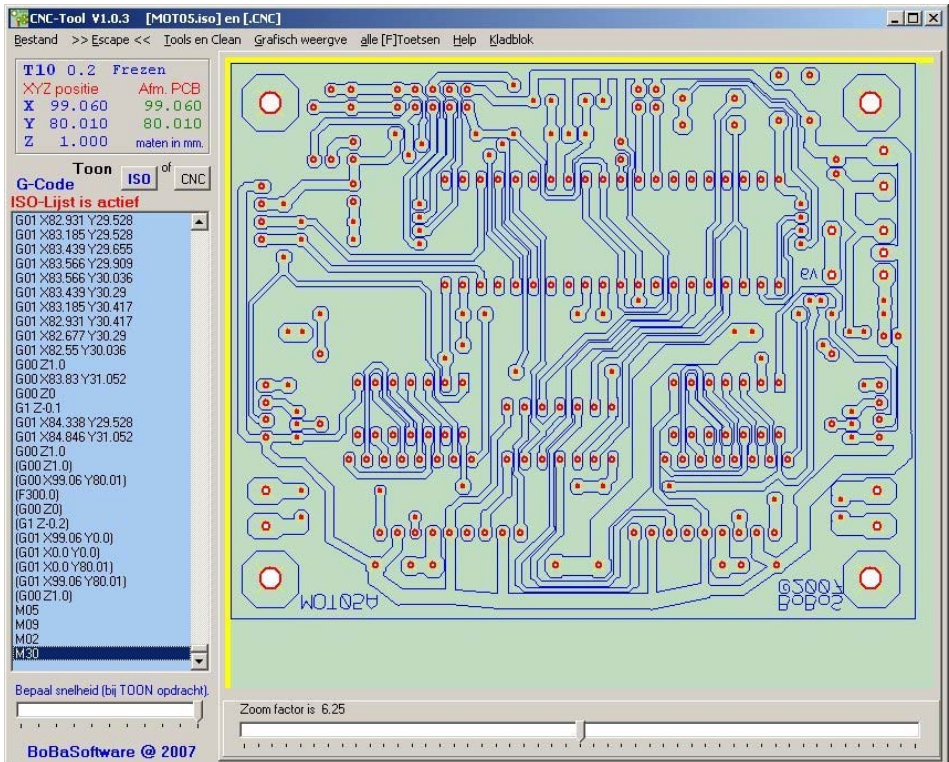 CNC-Tool V1.0.3 [MOT05.iso] en [.CNC]
Bestand >> Escape << Tools en Clean Grafisch weergve alle [F]Toetsen Help Kladblok
T10 0.2 Frezen
XYZ positie Afm. PCB
X 99.060 99.060
Y 80.010 80.010
Z 1.000 maten in mm.
Toon
G-Code ISO of CNC
ISO-Lijst is actief
G01 X82.931 Y29.528
G01 X83.185 Y29.528
G01 X83.439 Y29.655
G01 X83.566 Y29.909
G01 X83.566 Y30.036
G01 X83.439 Y30.29
G01 X83.185 Y30.417
G01 X82.931 Y30.417
G01 X82.677 Y30.29
G01 X82.55 Y30.036
G00 Z1.0
G00 X83.83 Y31.052
G00 Z0
G1 Z-0.1
G01 X84.338 Y29.528
G01 X84.846 Y31.052
G00 Z1.0
(G00 Z1.0)
(G00 X99.06 Y80.01)
(F300.0)
(G00 Z0)
(G1 Z-0.2)
(G01 X99.06 Y0.0)
(G01 X0.0 Y0.0)
(G01 X0.0 Y80.01)
(G01 X99.06 Y80.01)
(G00 Z1.0)
M05
M09
M02
M30
Bepaal snelheid (bij TOON opdracht).
BoBaSoftware @ 2007
6V
MOT05A
@2007
BoBaS
Zoom factor is 6.25